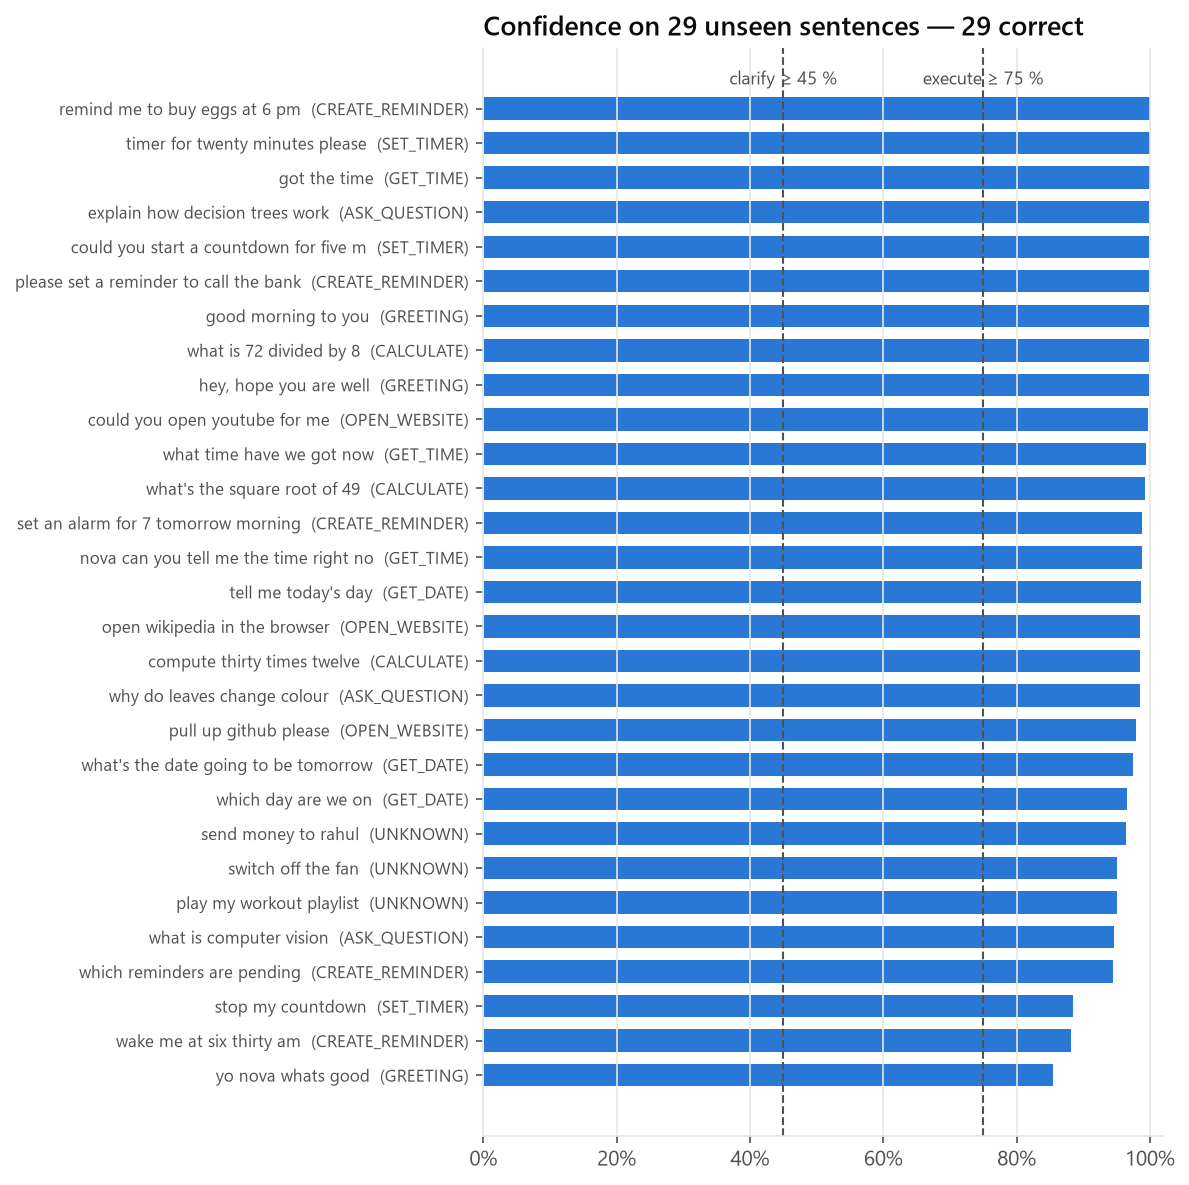 Confidence on 29 unseen sentences — 29 correct
clarify ≥ 45 % execute ≥ 75 %
remind me to buy eggs at 6 pm (CREATE_REMINDER)
timer for twenty minutes please (SET_TIMER)
got the time (GET_TIME)
explain how decision trees work (ASK_QUESTION)
could you start a countdown for five m (SET_TIMER)
please set a reminder to call the bank (CREATE_REMINDER)
good morning to you (GREETING)
what is 72 divided by 8 (CALCULATE)
hey, hope you are well (GREETING)
could you open youtube for me (OPEN_WEBSITE)
what time have we got now (GET_TIME)
what's the square root of 49 (CALCULATE)
set an alarm for 7 tomorrow morning (CREATE_REMINDER)
nova can you tell me the time right no (GET_TIME)
tell me today's day (GET_DATE)
open wikipedia in the browser (OPEN_WEBSITE)
compute thirty times twelve (CALCULATE)
why do leaves change colour (ASK_QUESTION)
pull up github please (OPEN_WEBSITE)
what's the date going to be tomorrow (GET_DATE)
which day are we on (GET_DATE)
send money to rahul (UNKNOWN)
switch off the fan (UNKNOWN)
play my workout playlist (UNKNOWN)
what is computer vision (ASK_QUESTION)
which reminders are pending (CREATE_REMINDER)
stop my countdown (SET_TIMER)
wake me at six thirty am (CREATE_REMINDER)
yo nova whats good (GREETING)
0% 20% 40% 60% 80% 100%